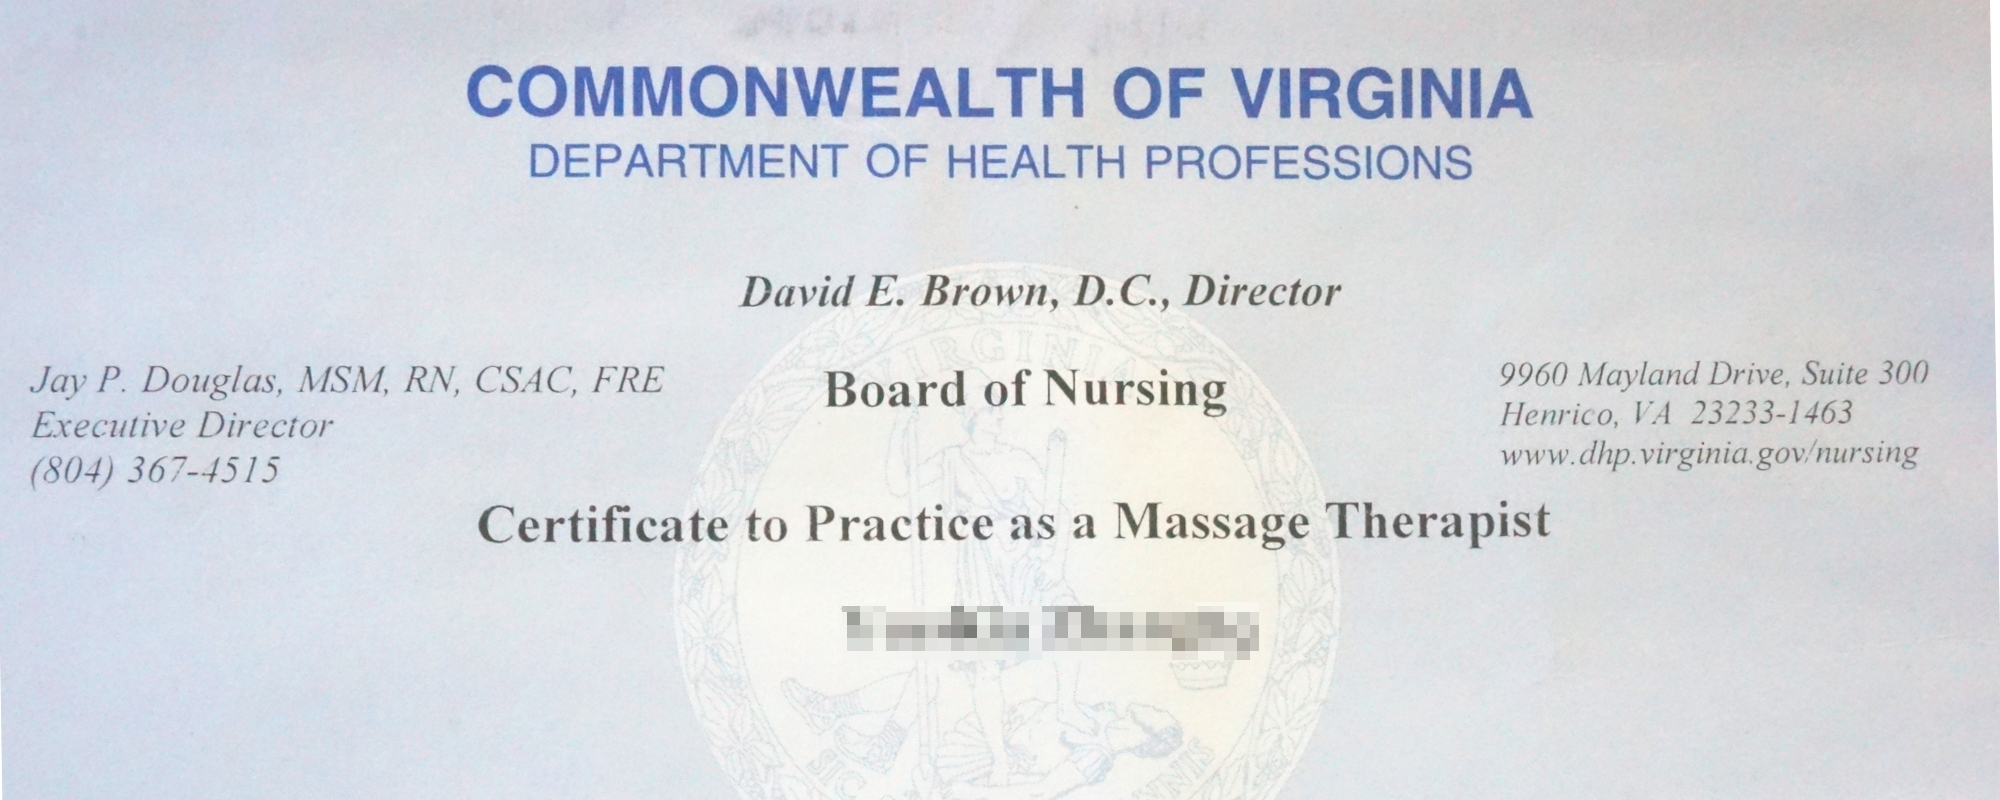 COMMONWEALTH OF VIRGINIA
DEPARTMENT OF HEALTH PROFESSIONS
David E. Brown, D.C., Director
Jay P. Douglas, MSM, RN, CSAC, FRE
Executive Director
(804) 367-4515
Board of Nursing
9960 Mayland Drive, Suite 300
Henrico, VA 23233-1463
www.dhp.virginia.gov/nursing
VIRGINIA
Certificate to Practice as a Massage Therapist
SIC